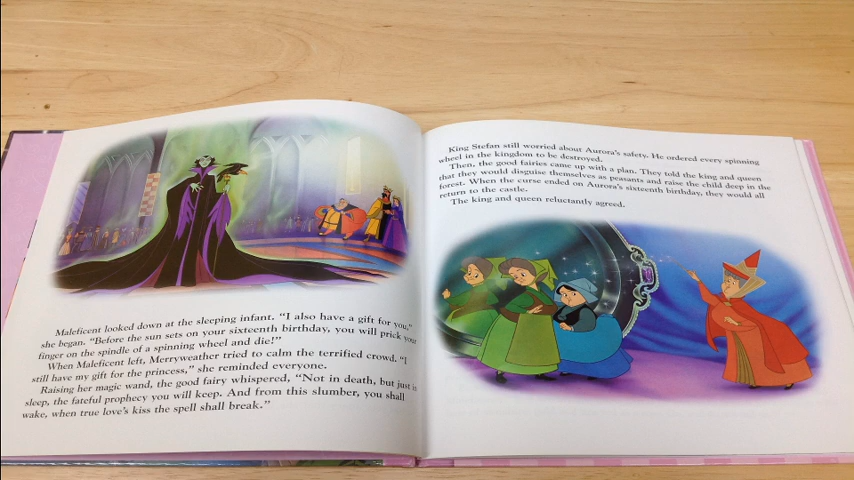 Maleficent looked down at the sleeping infant. “I also have a gift for you,”
she began. “Before the sun sets on your sixteenth birthday, you will prick your
finger on the spindle of a spinning wheel and die!”
When Maleficent left, Merryweather tried to calm the terrified crowd. “I
still have my gift for the princess,” she reminded everyone.
Raising her magic wand, the good fairy whispered, “Not in death, but just in
sleep, the fateful prophecy you will keep. And from this slumber, you shall
wake, when true love’s kiss the spell shall break.”
King Stefan still worried about Aurora’s safety. He ordered every spinning
wheel in the kingdom to be destroyed.
Then, the good fairies came up with a plan. They told the king and queen
that they would disguise themselves as peasants and raise the child deep in the
forest. When the curse ended on Aurora’s sixteenth birthday, they would all
return to the castle.
The king and queen reluctantly agreed.